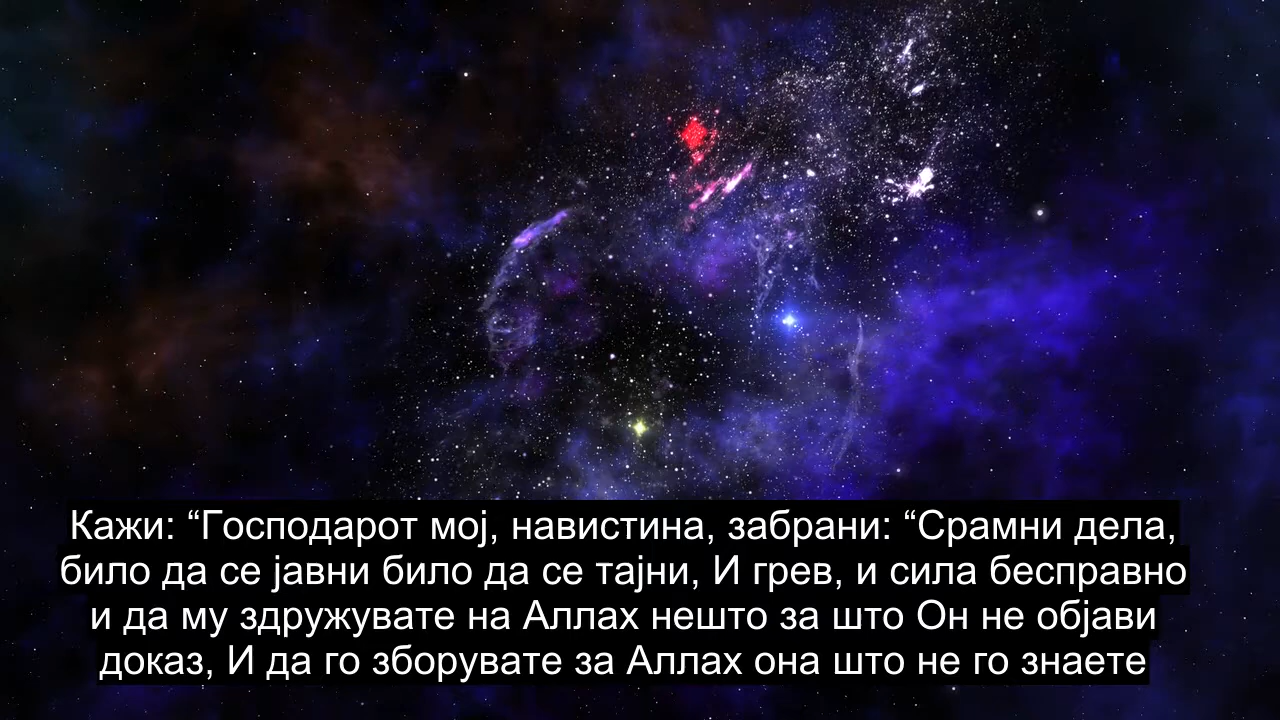 Кажи: “Господарот мој, навистина, забрани: “Срамни дела,
било да се јавни било да се тајни, И грев, и сила бесправно
и да му здружувате на Аллах нешто за што Он не објави
доказ, И да го зборувате за Аллах она што не го знаете